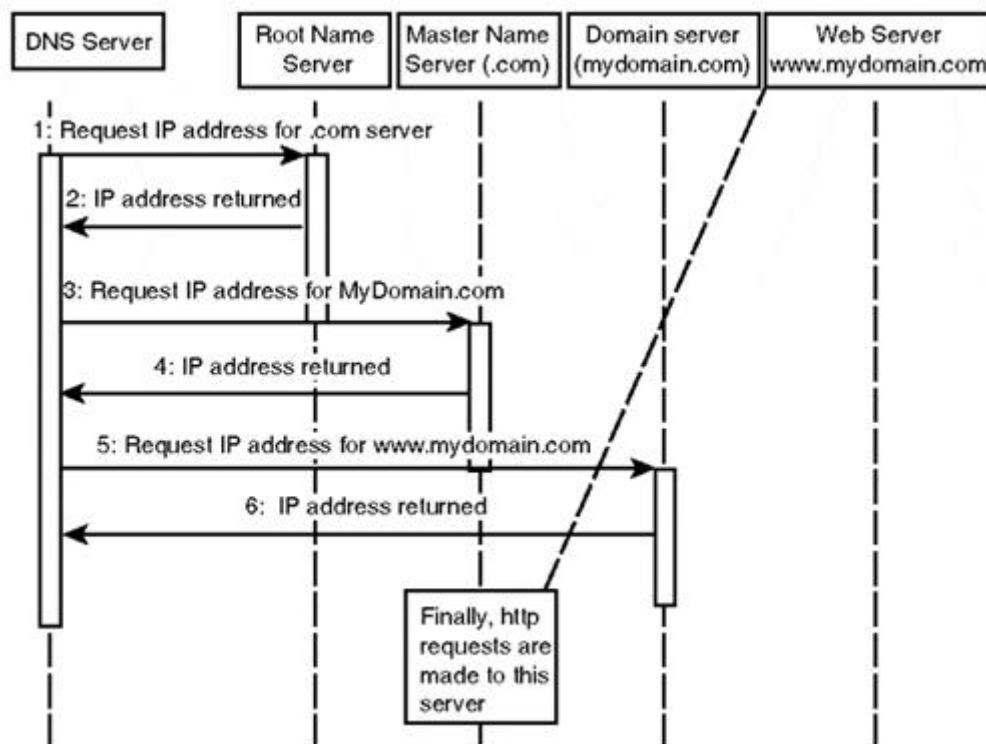 DNS Server
Root Name
Server
Master Name
Server (.com)
Domain server
(mydomain.com)
Web Server
www.mydomain.com
1: Request IP address for .com server
2: IP address returned
3: Request IP address for MyDomain.com
4: IP address returned
5: Request IP address for www.mydomain.com
6: IP address returned
Finally, http
requests are
made to this
server